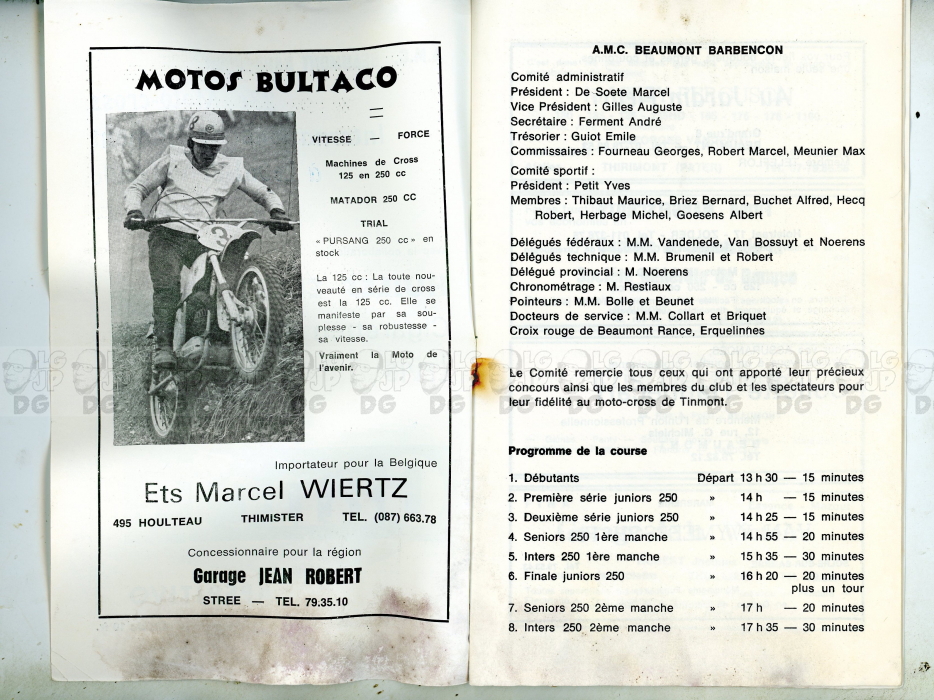 MOTOS BULTACO
VITESSE — FORCE
Machines de Cross
125 en 250 cc
MATADOR 250 CC
TRIAL
« PURSANG 250 cc » en
stock
La 125 cc : La toute nou-
veauté en série de cross
est la 125 cc. Elle se
manifeste par sa sou-
plesse - sa robustesse -
sa vitesse.
Vraiment la Moto de
l'avenir.
3
Importateur pour la Belgique
Ets Marcel WIERTZ
495 HOULTEAU THIMISTER TEL. (087) 663.78
Concessionnaire pour la région
Garage JEAN ROBERT
STREE — TEL. 79.35.10
A.M.C. BEAUMONT BARBENCON
Comité administratif
Président : De Soete Marcel
Vice Président : Gilles Auguste
Secrétaire : Ferment André
Trésorier : Guiot Emile
Commissaires : Fourneau Georges, Robert Marcel, Meunier Max
Comité sportif :
Président : Petit Yves
Membres : Thibaut Maurice, Briez Bernard, Buchet Alfred, Hecq
Robert, Herbage Michel, Goesens Albert
Délégués fédéraux : M.M. Vandenede, Van Bossuyt et Noerens
Délégués technique : M.M. Brumenil et Robert
Délégué provincial : M. Noerens
Chronométrage : M. Restiaux
Pointeurs : M.M. Bolle et Beunet
Docteurs de service : M.M. Collart et Briquet
Croix rouge de Beaumont Rance, Erquelinnes
Le Comité remercie tous ceux qui ont apporté leur précieux
concours ainsi que les membres du club et les spectateurs pour
leur fidélité au moto-cross de Tinmont.
Programme de la course
1. Débutants Départ 13 h 30 — 15 minutes
2. Première série juniors 250 » 14 h — 15 minutes
3. Deuxième série juniors 250 » 14 h 25 — 15 minutes
4. Seniors 250 1ère manche » 14 h 55 — 20 minutes
5. Inters 250 1ère manche » 15 h 35 — 30 minutes
6. Finale juniors 250 » 16 h 20 — 20 minutes
plus un tour
7. Seniors 250 2ème manche » 17 h — 20 minutes
8. Inters 250 2ème manche » 17 h 35 — 30 minutes